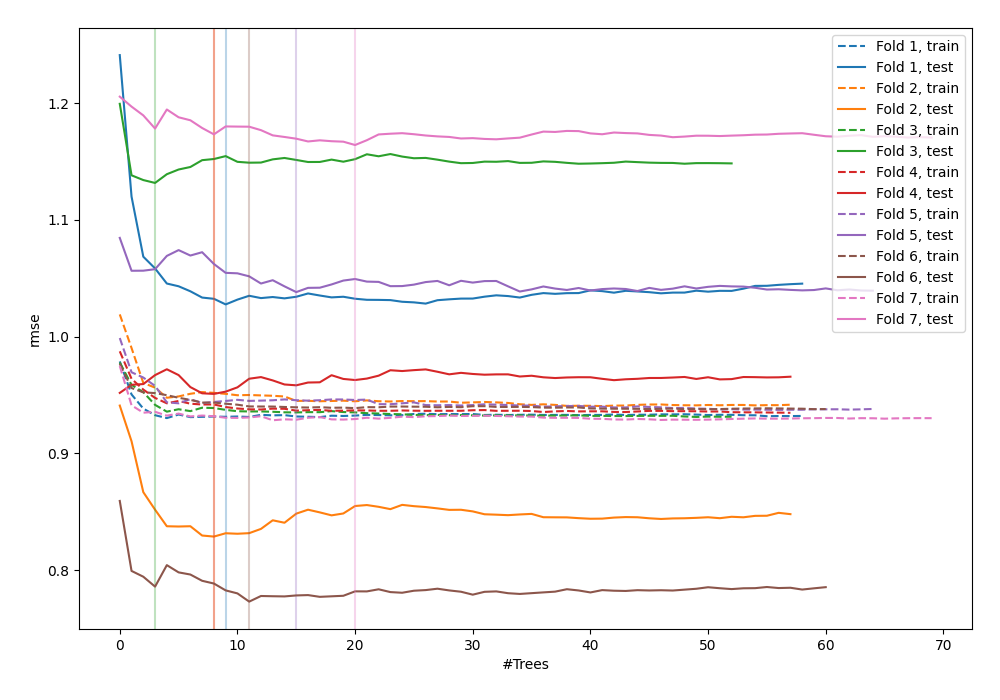 1.2
1.1
1.0
0.9
0.8
rmse
0
10
20
30
40
50
60
70
#Trees
Fold 1, train
Fold 1, test
Fold 2, train
Fold 2, test
Fold 3, train
Fold 3, test
Fold 4, train
Fold 4, test
Fold 5, train
Fold 5, test
Fold 6, train
Fold 6, test
Fold 7, train
Fold 7, test